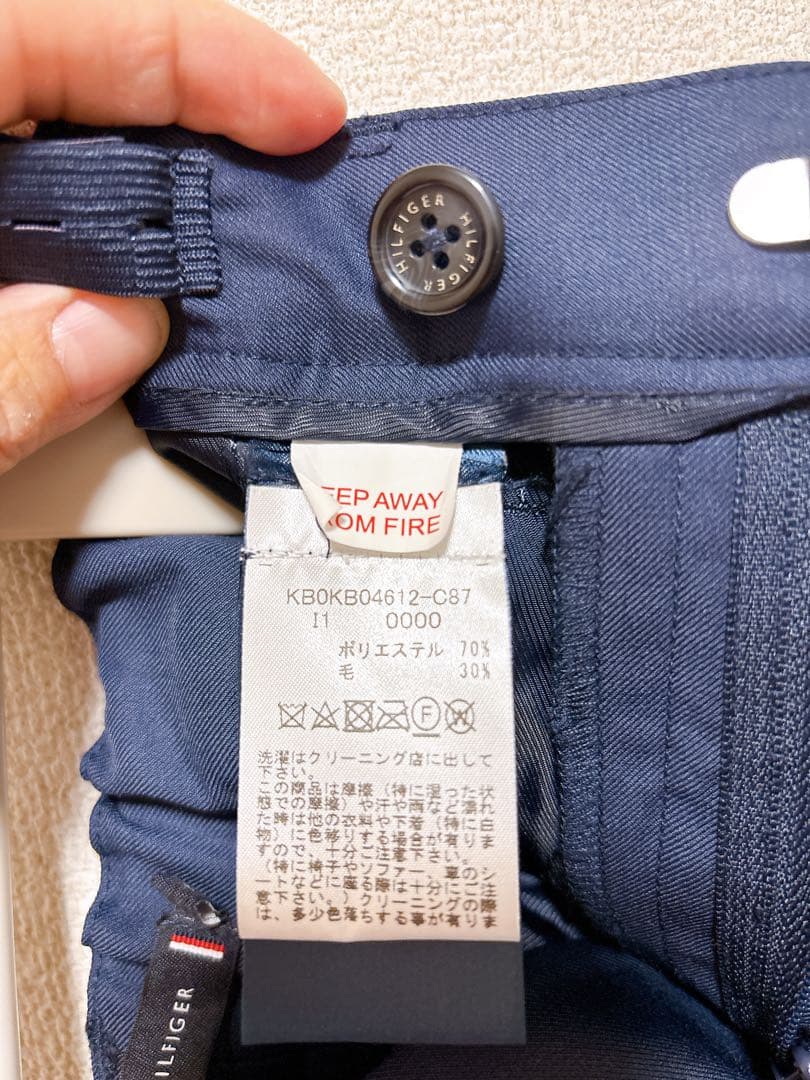 HILFIGER HILFIGER
EEP AWAY
ROM FIRE
KB0KB04612-C87
I1 0000
ポリエステル 70%
毛 30%
F W
洗濯はクリーニング店に出して
下さい。
この商品は摩擦(特に湿った状
態での摩擦)や汗や雨など濡れ
た時は他の衣料や下着(特に白
物)に色移りする場合が有りま
すので、十分ご注意下さい。
(特に椅子やソファー、車のシ
ートなどに座る際は十分にご注
意下さい。)クリーニングの際
は、多少色落ちする事が有りま
HILFIGER